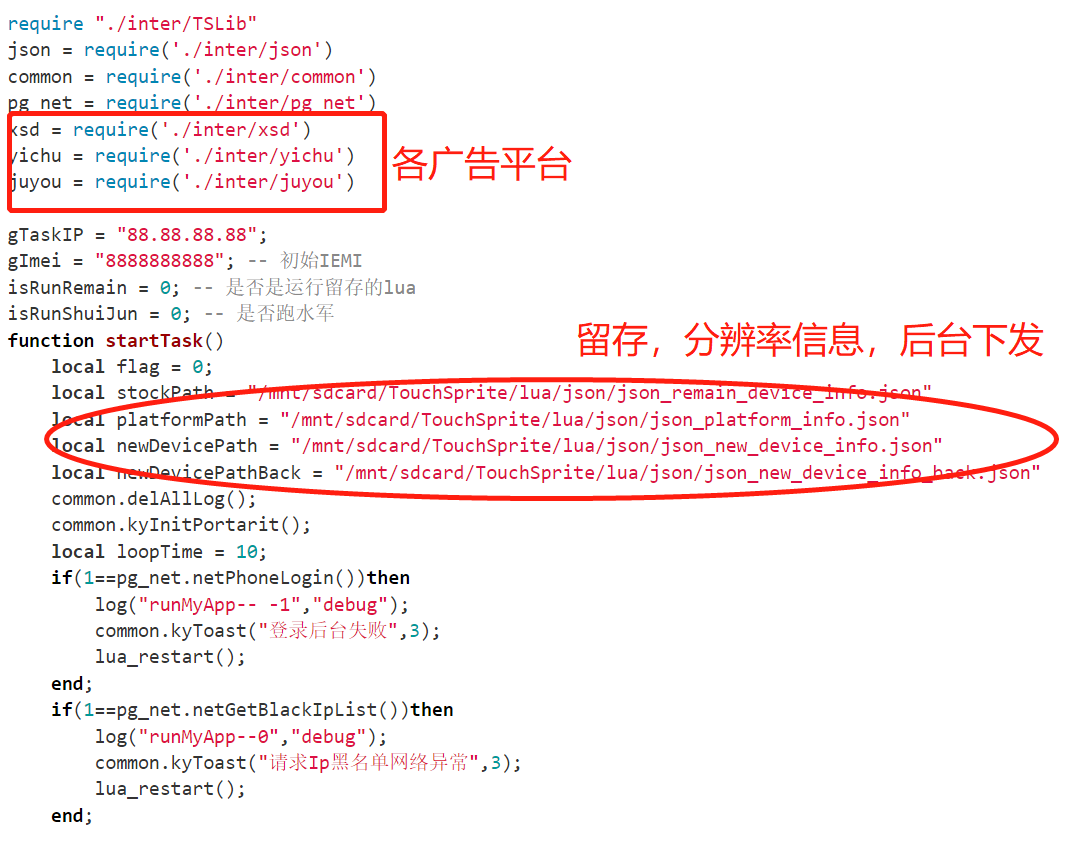 require "./inter/TSLib"
json = require('./inter/json')
common = require('./inter/common')
pg_net = require('./inter/pg_net')
xsd = require('./inter/xsd')
yichu = require('./inter/yichu')
juyou = require('./inter/juyou')
各广告平台
gTaskIP = "88.88.88.88";
gImei = "8888888888"; -- 初始IEMI
isRunRemain = 0; -- 是否是运行留存的lua
isRunShuiJun = 0; -- 是否跑水军
function startTask()
留存，分辨率信息，后台下发
local flag = 0;
local stockPath = "/mnt/sdcard/TouchSprite/lua/json/json_remain_device_info.json"
local platformPath = "/mnt/sdcard/TouchSprite/lua/json/json_platform_info.json"
local newDevicePath = "/mnt/sdcard/TouchSprite/lua/json/json_new_device_info.json"
local newDevicePathBack = "/mnt/sdcard/TouchSprite/lua/json/json_new_device_info_back.json"
common.delAllLog();
common.kyInitPortarit();
local loopTime = 10;
if(1==pg_net.netPhoneLogin())then
log("runMyApp-- -1","debug");
common.kyToast("登录后台失败",3);
lua_restart();
end;
if(1==pg_net.netGetBlackIpList())then
log("runMyApp--0","debug");
common.kyToast("请求Ip黑名单网络异常",3);
lua_restart();
end;